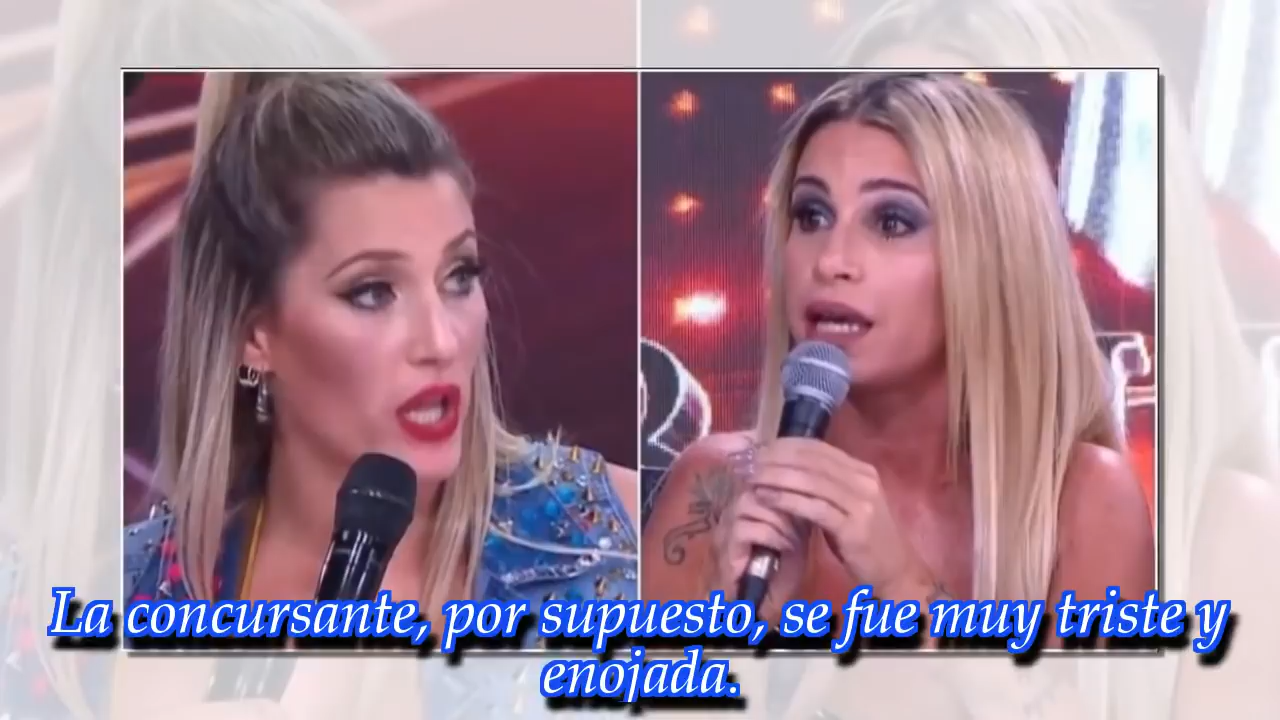 La concursante, por supuesto, se fue muy triste y
enojada.